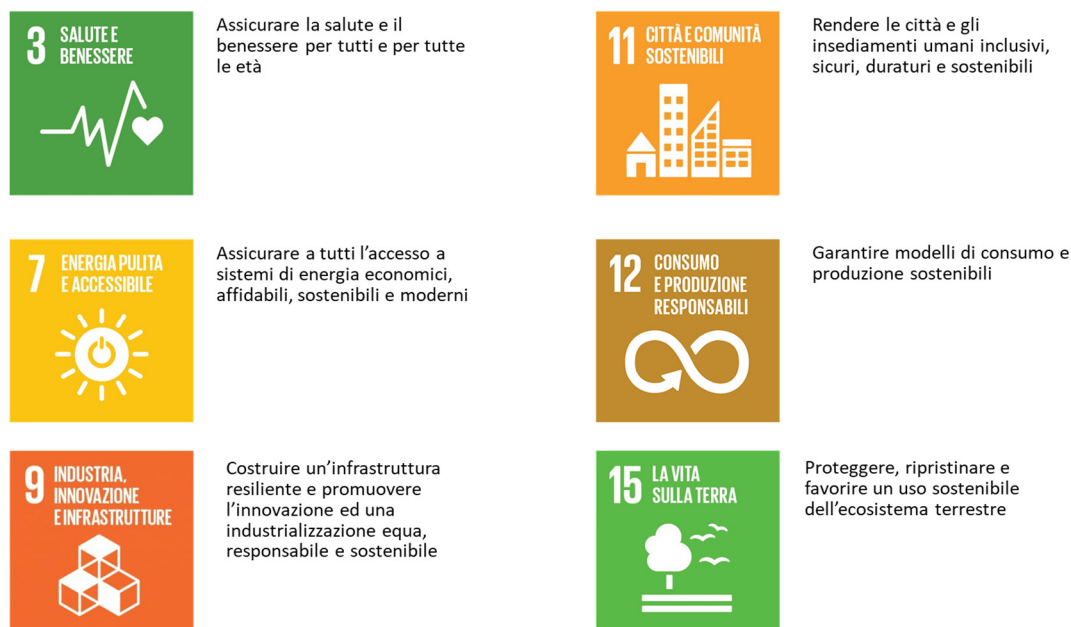 3 SALUTE E
BENESSERE
Assicurare la salute e il
benessere per tutti e per tutte
le età
11 CITTÀ E COMUNITÀ
SOSTENIBILI
Rendere le città e gli
insediamenti umani inclusivi,
sicuri, duraturi e sostenibili
7 ENERGIA PULITA
E ACCESSIBILE
Assicurare a tutti l’accesso a
sistemi di energia economici,
affidabili, sostenibili e moderni
12 CONSUMO
E PRODUZIONE
RESPONSABILI
Garantire modelli di consumo e
produzione sostenibili
9 INDUSTRIA,
INNOVAZIONE
E INFRASTRUTTURE
Costruire un’infrastruttura
resiliente e promuovere
l’innovazione ed una
industrializzazione equa,
responsabile e sostenibile
15 LA VITA
SULLA TERRA
Proteggere, ripristinare e
favorire un uso sostenibile
dell’ecosistema terrestre